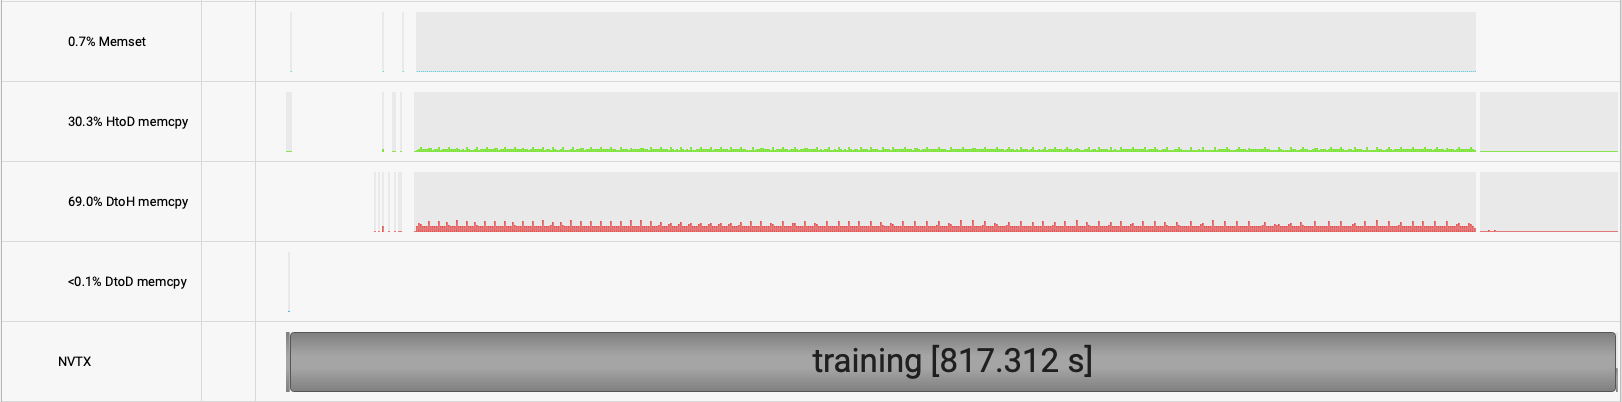 0.7% Memset
30.3% HtoD memcpy
69.0% DtoH memcpy
<0.1% DtoD memcpy
NVTX
training [817.312 s]